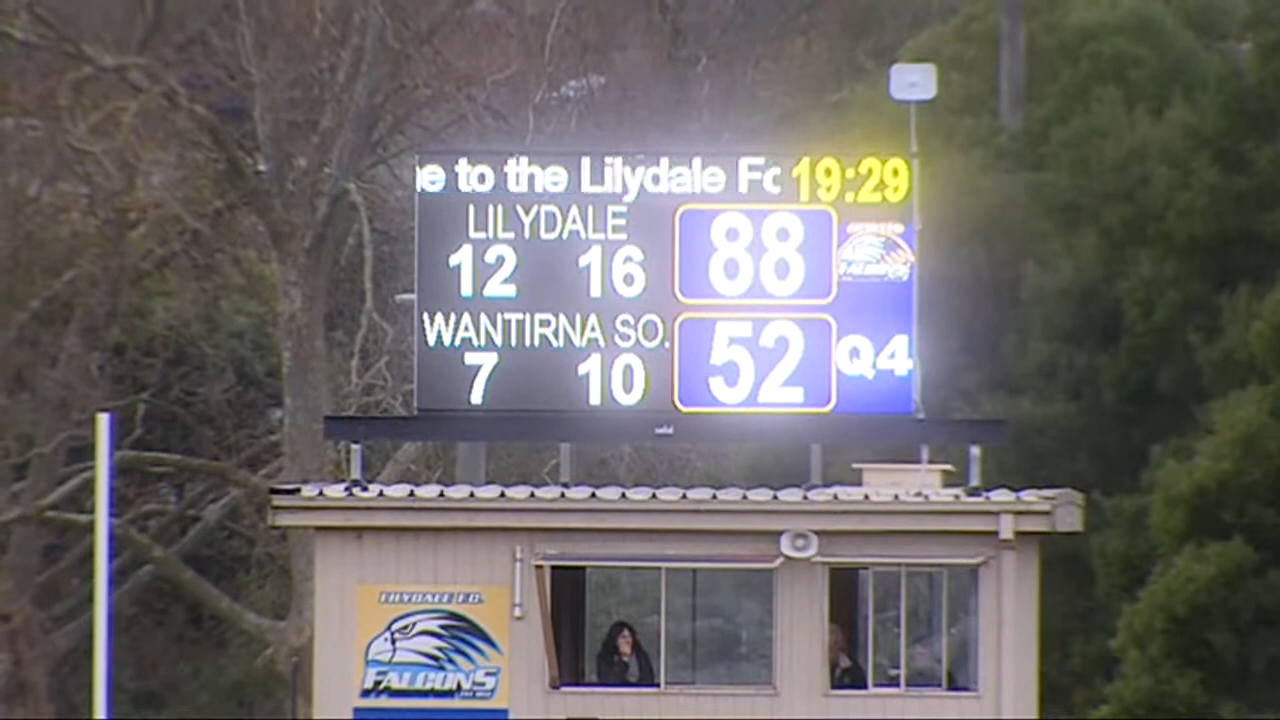 e to the Lilydale Fo 19:29
LILYDALE
12 16 88
WANTIRNA SO.
7 10 52 Q4
FALCONS
LILYDALE F.C.
FALCONS